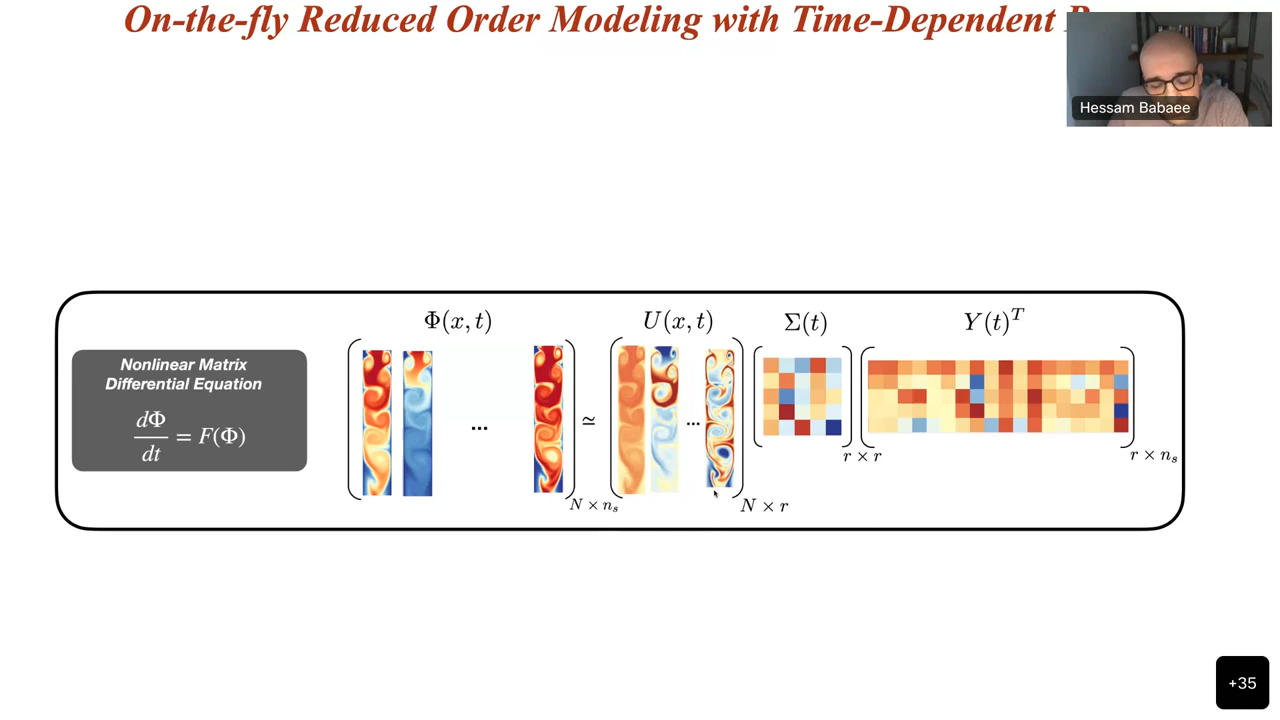 On-the-fly Reduced Order Modeling with Time-Dependent
Hessam Babaee
Nonlinear Matrix
Differential Equation
dΦ/dt = F(Φ)
Φ(x, t)
U(x, t)
Σ(t)
Y(t)^T
...
≃
...
r × r
r × n_s
N × n_s
N × r
+35